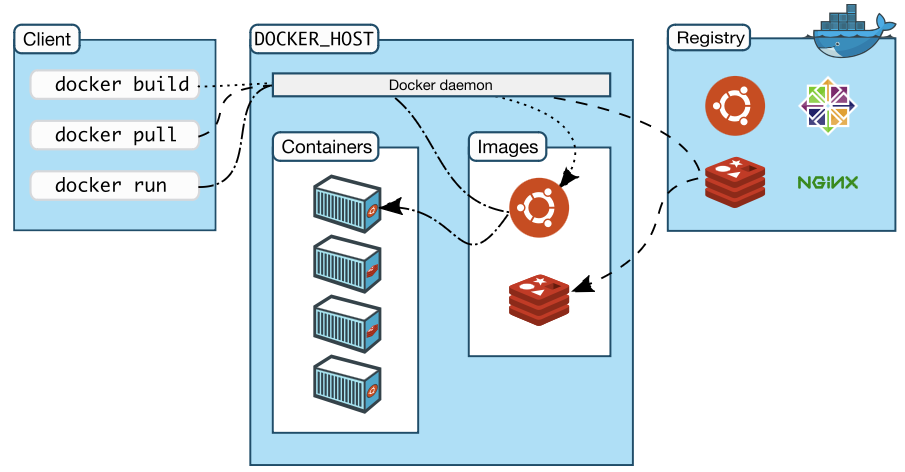 Client
docker build
docker pull
docker run
DOCKER_HOST
Docker daemon
Containers
Images
Registry
NGINX